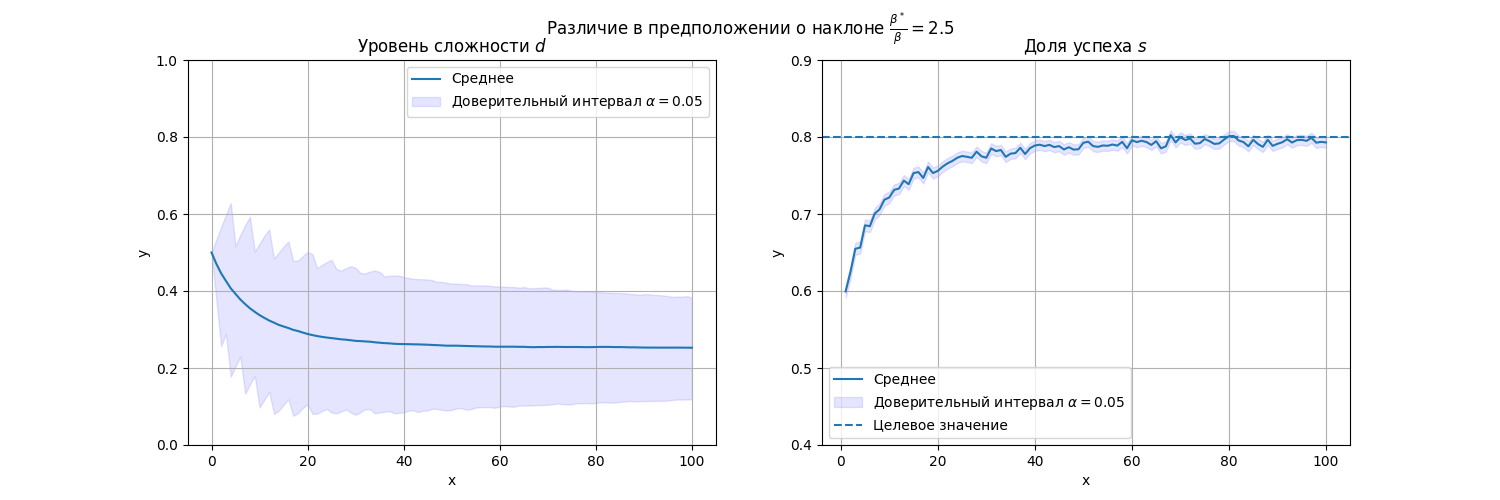 Различие в предположении о наклоне β*/β = 2.5
Уровень сложности d
1.0
0.8
0.6
0.4
0.2
0.0
y
0
20
40
60
80
100
x
Среднее
Доверительный интервал α = 0.05
Доля успеха s
0.9
0.8
0.7
0.6
0.5
0.4
y
0
20
40
60
80
100
x
Среднее
Доверительный интервал α = 0.05
Целевое значение